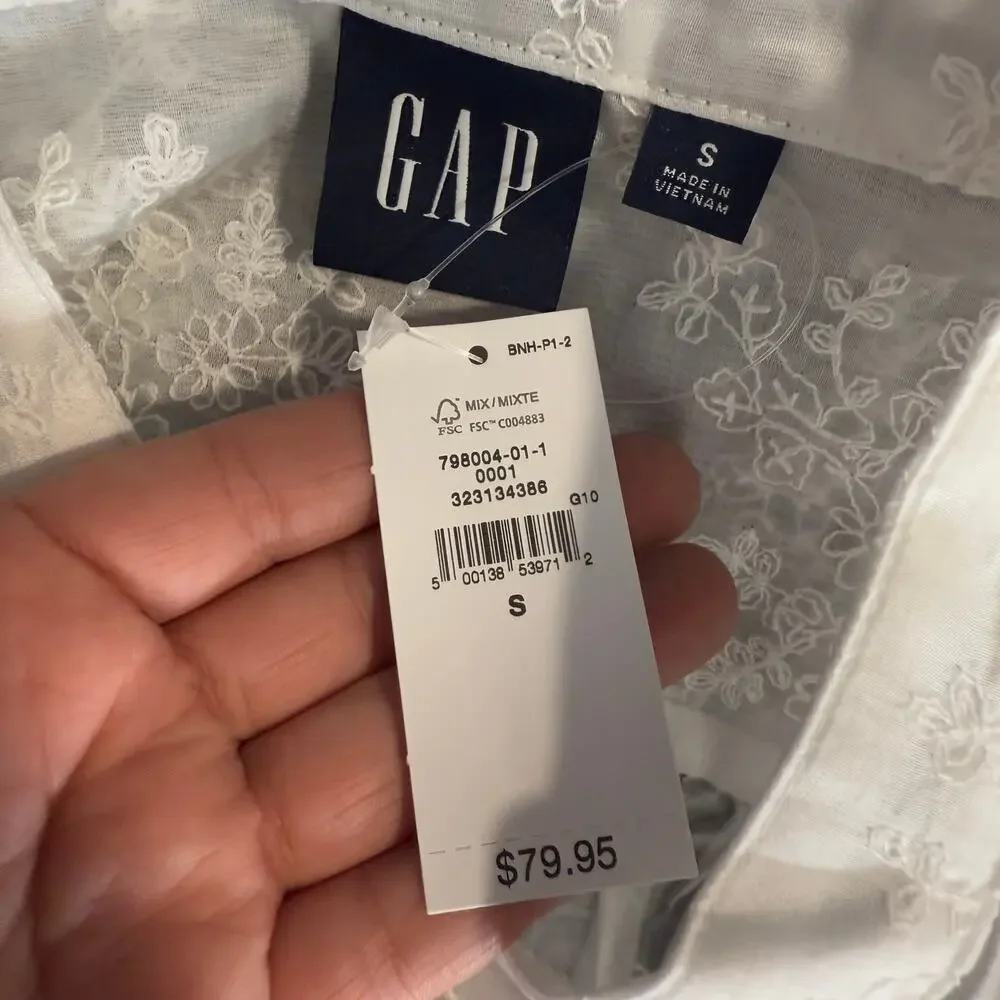 GAP
S
MADE IN
VIETNAM
BNH-P1-2
MIX/MIXTE
FSC FSC™ C004883
798004-01-1
0001
323134386
G10
5 00138 53971 2
S
$79.95